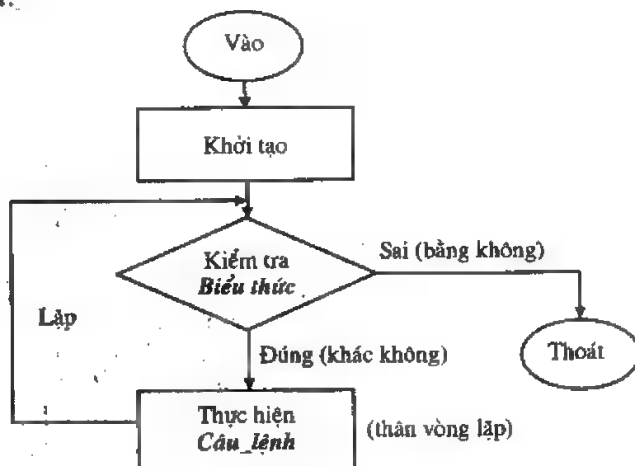 Vào
Khởi tạo
Kiểm tra
Biểu thức
Sai (bằng không)
Lặp
Đúng (khác không)
Thoát
Thực hiện
Câu_lệnh
(thân vòng lặp)